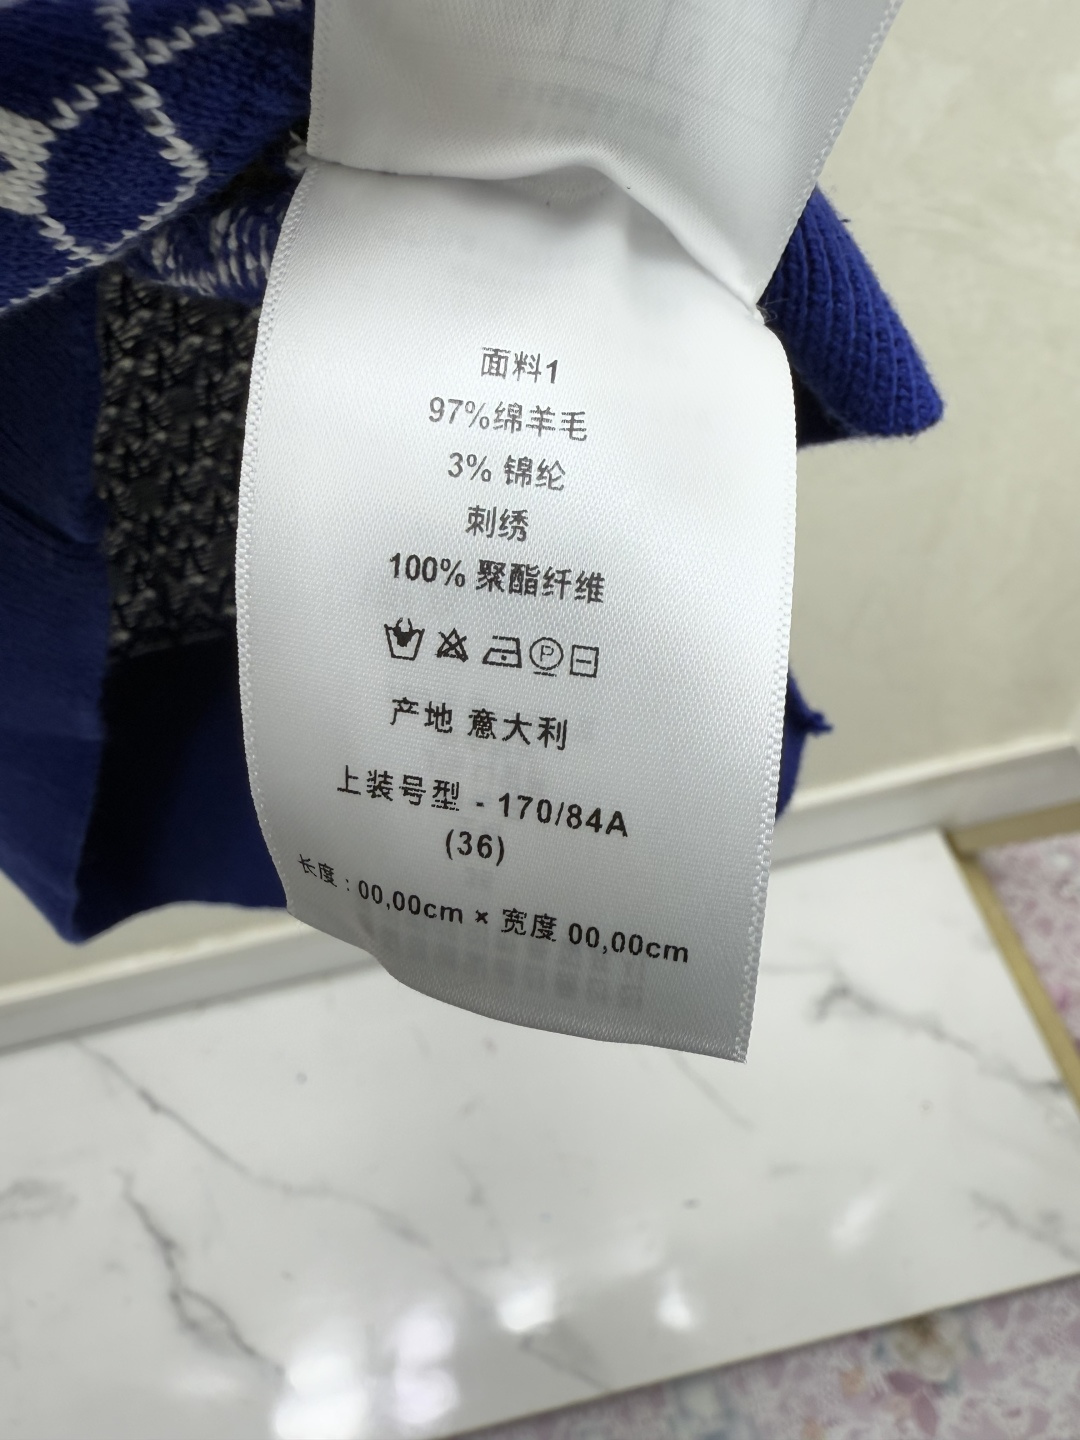 面料1
97%绵羊毛
3% 锦纶
刺绣
100% 聚酯纤维
P
产地 意大利
上装号型 - 170/84A
(36)
长度：00,00cm × 宽度 00,00cm